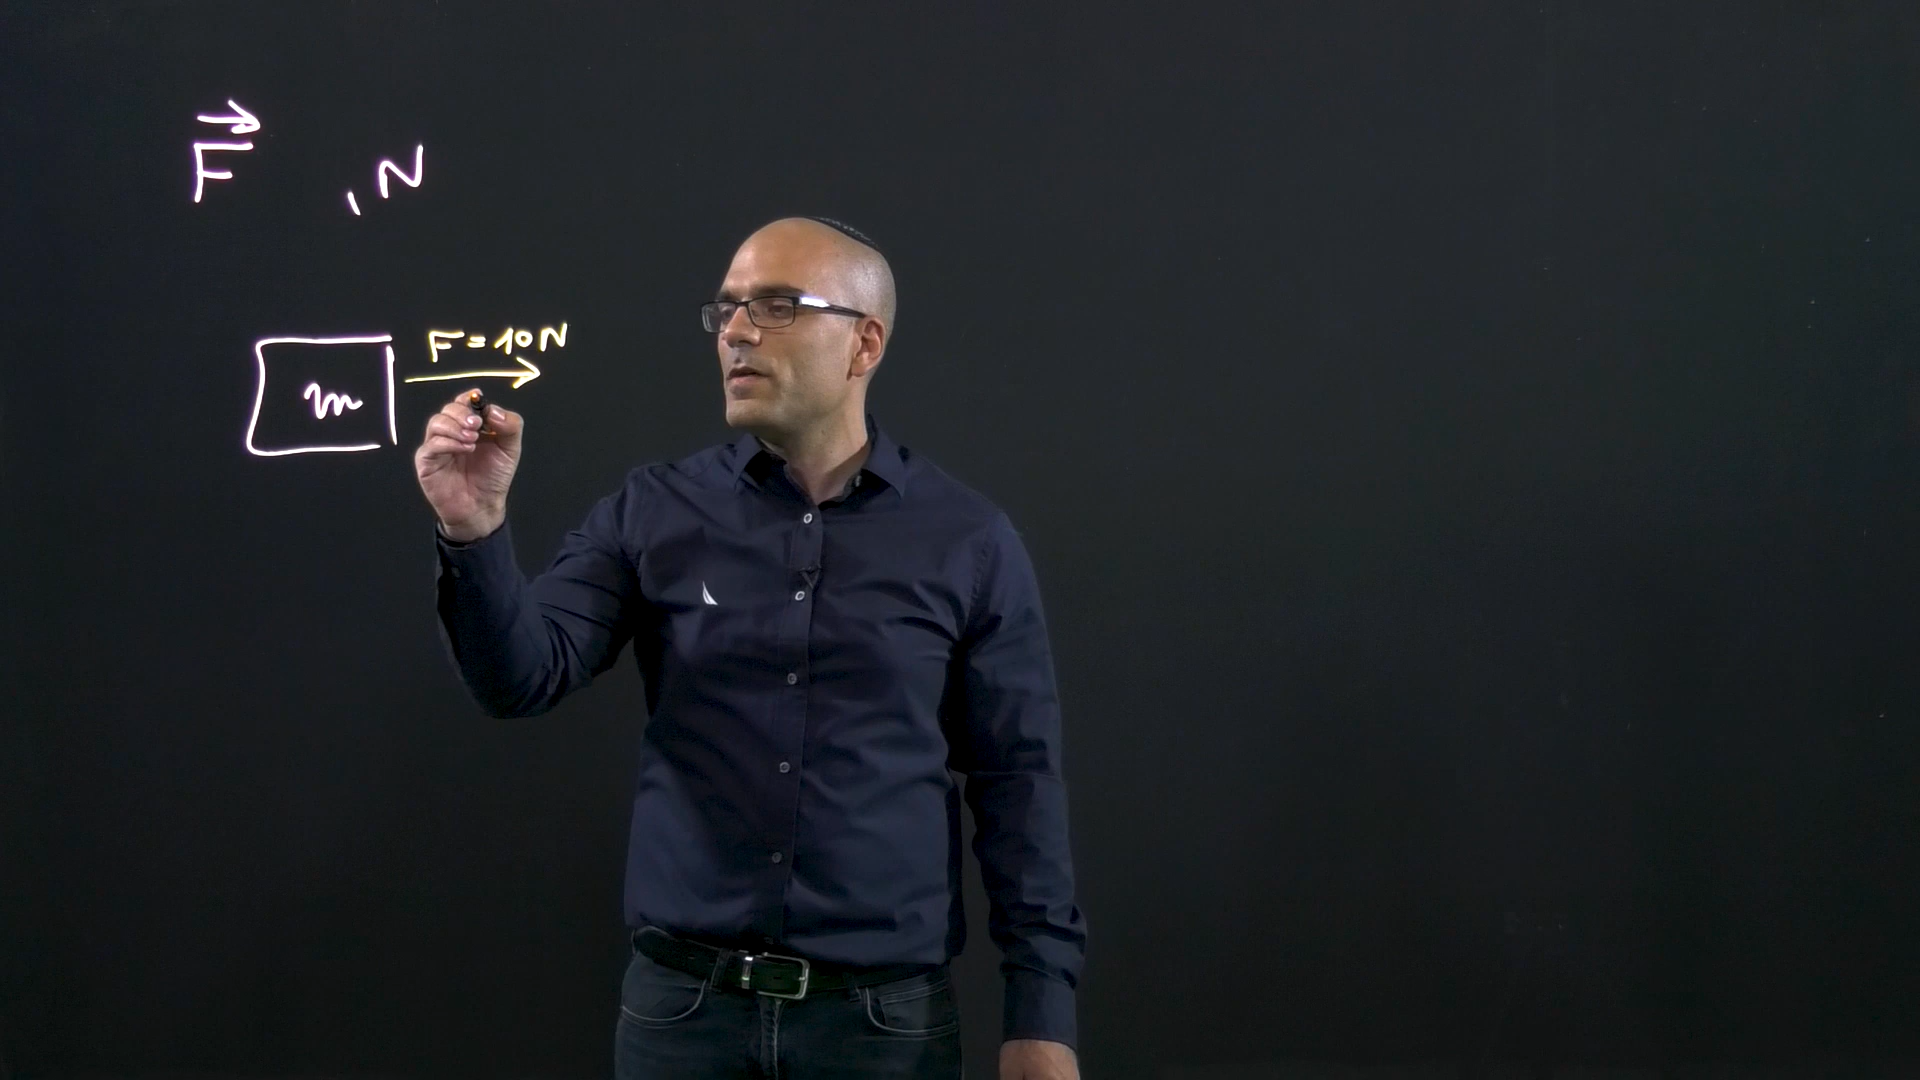 F⃗ , N
F = 10 N
m